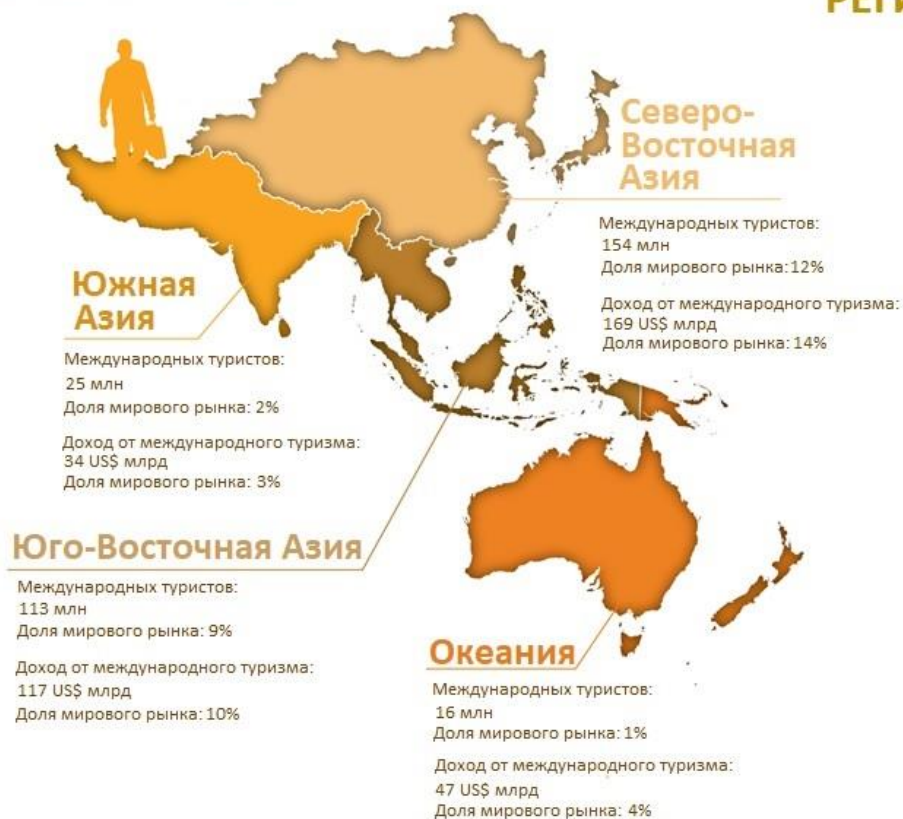 Северо-
Восточная
Азия
Международных туристов:
154 млн
Доля мирового рынка: 12%
Доход от международного туризма:
169 US$ млрд
Доля мирового рынка: 14%
Южная
Азия
Международных туристов:
25 млн
Доля мирового рынка: 2%
Доход от международного туризма:
34 US$ млрд
Доля мирового рынка: 3%
Юго-Восточная Азия
Международных туристов:
113 млн
Доля мирового рынка: 9%
Доход от международного туризма:
117 US$ млрд
Доля мирового рынка: 10%
Океания
Международных туристов:
16 млн
Доля мирового рынка: 1%
Доход от международного туризма:
47 US$ млрд
Доля мирового рынка: 4%